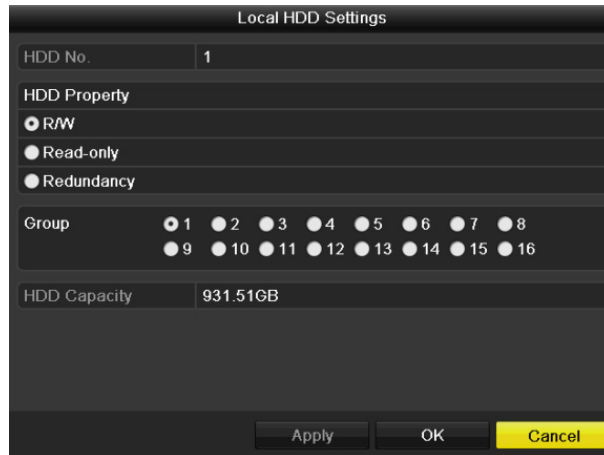 Local HDD Settings
HDD No. 1
HDD Property
R/W
Read-only
Redundancy
Group 1 2 3 4 5 6 7 8
9 10 11 12 13 14 15 16
HDD Capacity 931.51GB
Apply OK Cancel